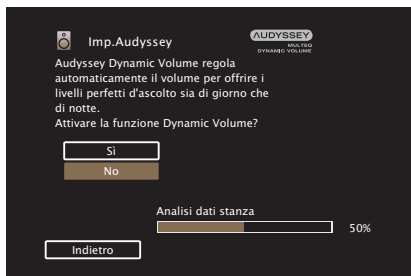 Imp.Audyssey
AUDYSSEY
MULTEQ
DYNAMIC VOLUME
Audyssey Dynamic Volume regola
automaticamente il volume per offrire i
livelli perfetti d'ascolto sia di giorno che
di notte.
Attivare la funzione Dynamic Volume?
Sì
No
Analisi dati stanza
50%
Indietro